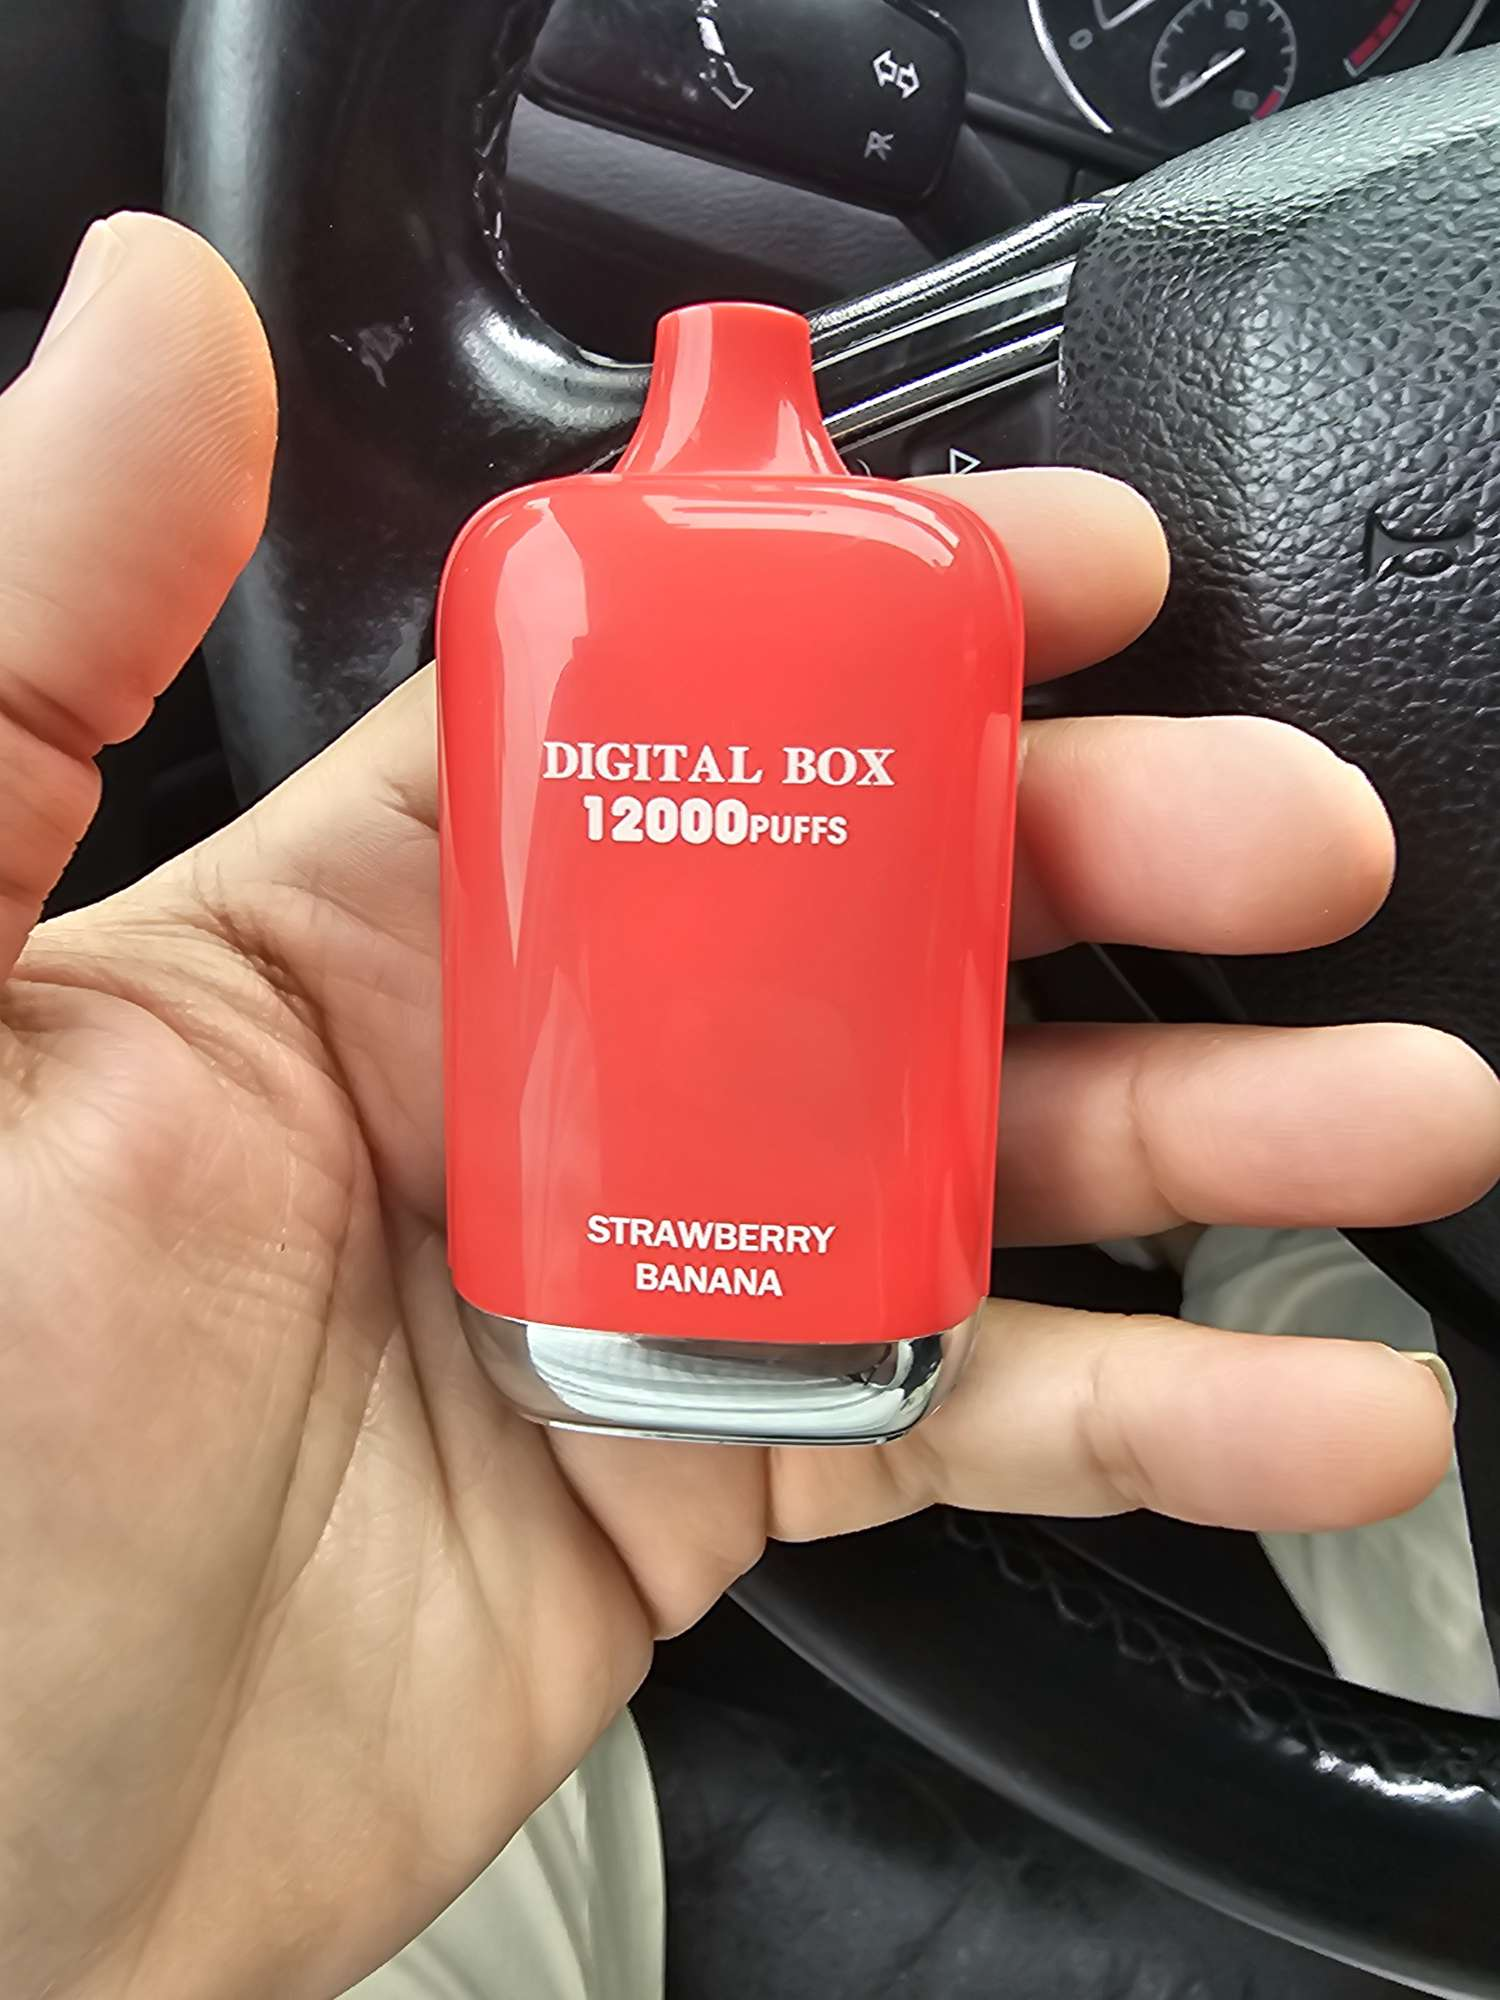 DIGITAL BOX
12000PUFFS
STRAWBERRY
BANANA